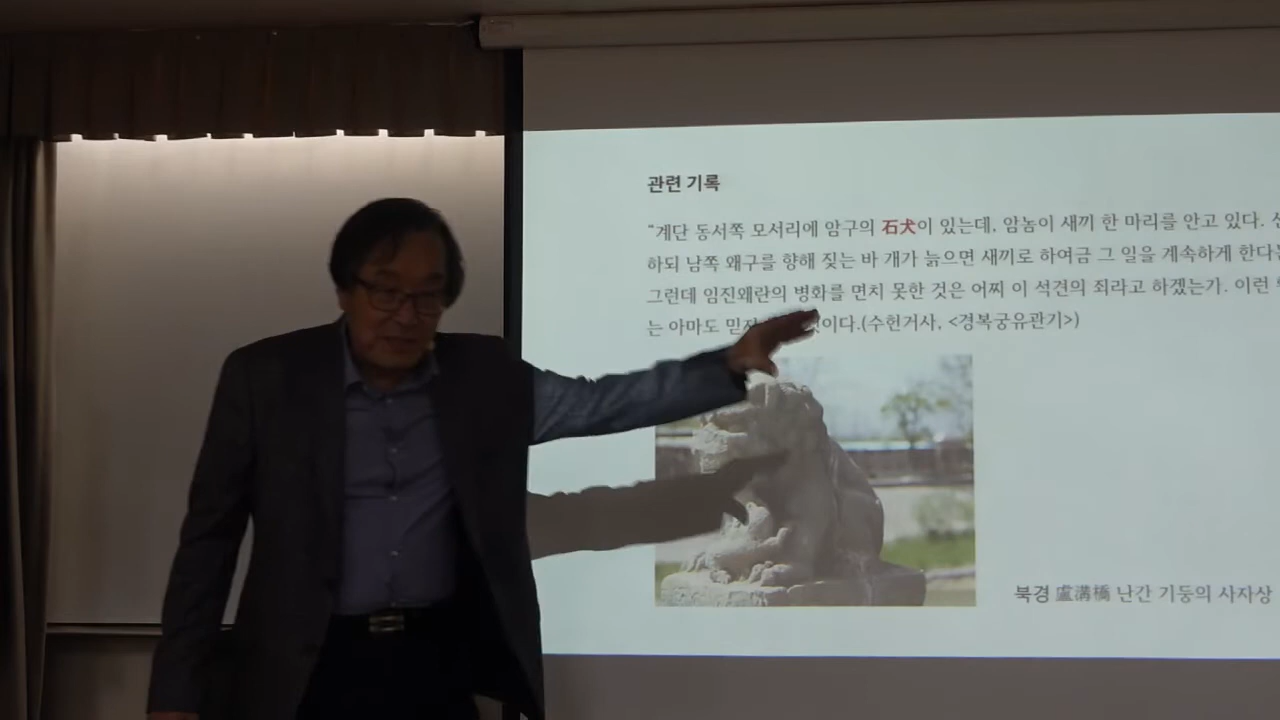 관련 기록
“계단 동서쪽 모서리에 암구의 石犬이 있는데, 암놈이 새끼 한 마리를 안고 있다.
하되 남쪽 왜구를 향해 짖는 바 개가 늙으면 새끼로 하여금 그 일을 계속하게 한다
그런데 임진왜란의 병화를 면치 못한 것은 어찌 이 석견의 죄라고 하겠는가. 이런
는 아마도 이다.(수헌거사, <경복궁유관기>)
북경 盧溝橋 난간 기둥의 사자상